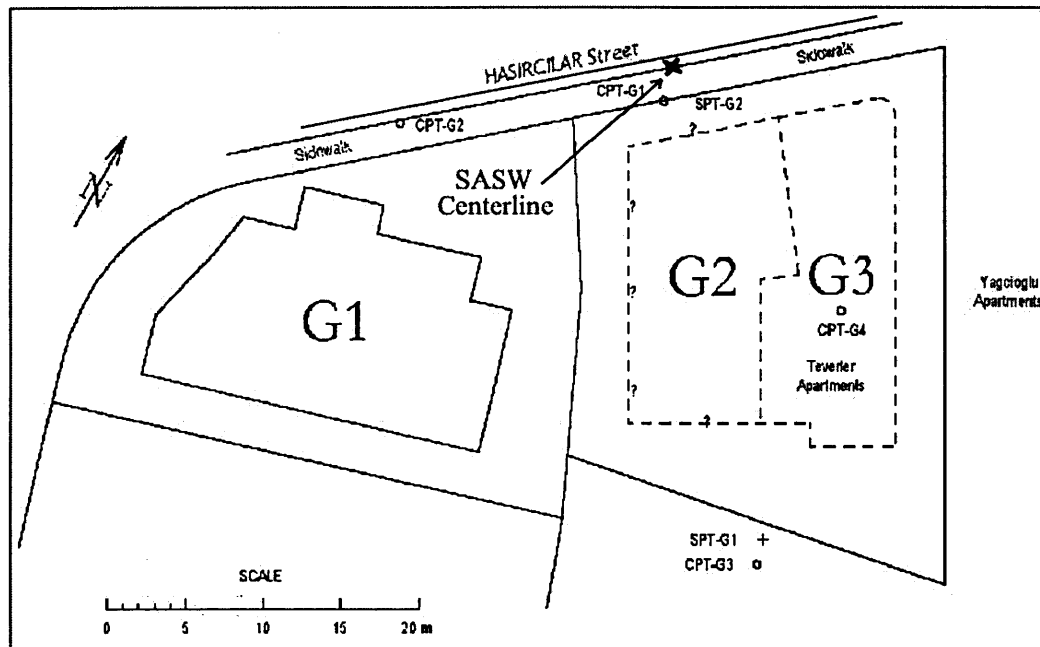 HASIRCILAR Street
Sidewalk
CPT-G1
SPT-G2
CPT-G2
Sidewalk
N
SASW
Centerline
?
?
?
?
?
G1
G2
G3
CPT-G4
Teverler
Apartments
Yagcioglu
Apartments
SPT-G1
CPT-G3
SCALE
0 5 10 15 20 m